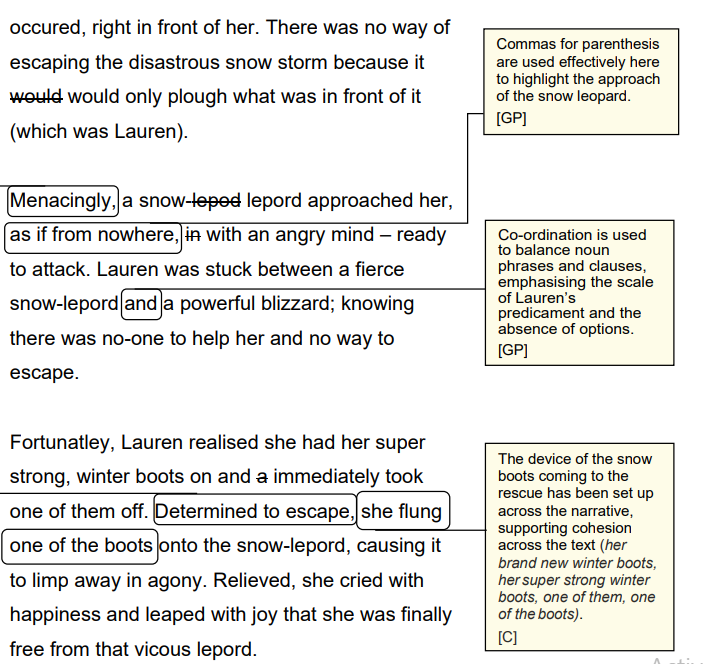 occured, right in front of her. There was no way of
escaping the disastrous snow storm because it
would would only plough what was in front of it
(which was Lauren).
Menacingly, a snow-lepod lepord approached her,
as if from nowhere, in with an angry mind – ready
to attack. Lauren was stuck between a fierce
snow-lepord and a powerful blizzard; knowing
there was no-one to help her and no way to
escape.
Fortunatley, Lauren realised she had her super
strong, winter boots on and a immediately took
one of them off. Determined to escape, she flung
one of the boots onto the snow-lepord, causing it
to limp away in agony. Relieved, she cried with
happiness and leaped with joy that she was finally
free from that vicous lepord.
Commas for parenthesis
are used effectively here
to highlight the approach
of the snow leopard.
[GP]
Co-ordination is used
to balance noun
phrases and clauses,
emphasising the scale
of Lauren's
predicament and the
absence of options.
[GP]
The device of the snow
boots coming to the
rescue has been set up
across the narrative,
supporting cohesion
across the text (her
brand new winter boots,
her super strong winter
boots, one of them, one
of the boots).
[C]